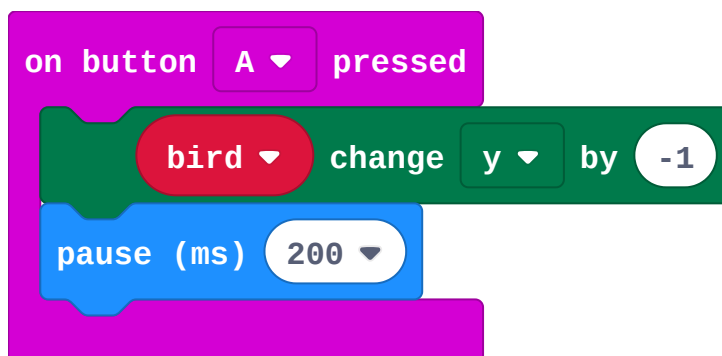 on button A pressed
bird change y by -1
pause (ms) 200